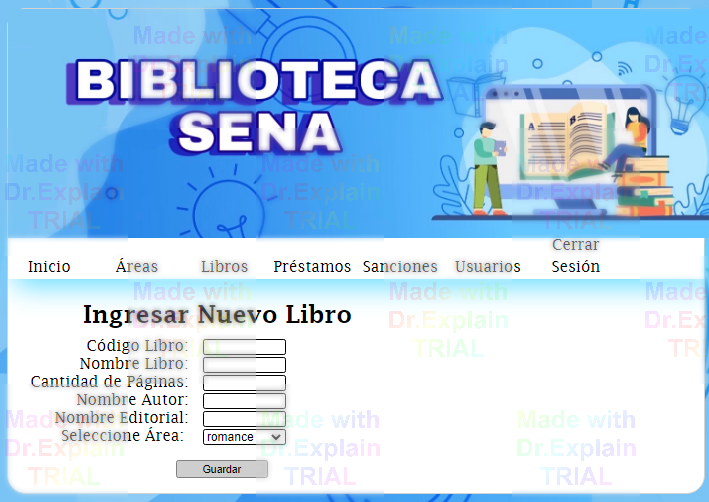 BIBLIOTECA
SENA
A
B
Inicio Áreas Libros Préstamos Sanciones Usuarios Cerrar Sesión
Ingresar Nuevo Libro
Código Libro:
Nombre Libro:
Cantidad de Páginas:
Nombre Autor:
Nombre Editorial:
Seleccione Área: romance
Guardar
Made with
Dr.Explain
TRIAL